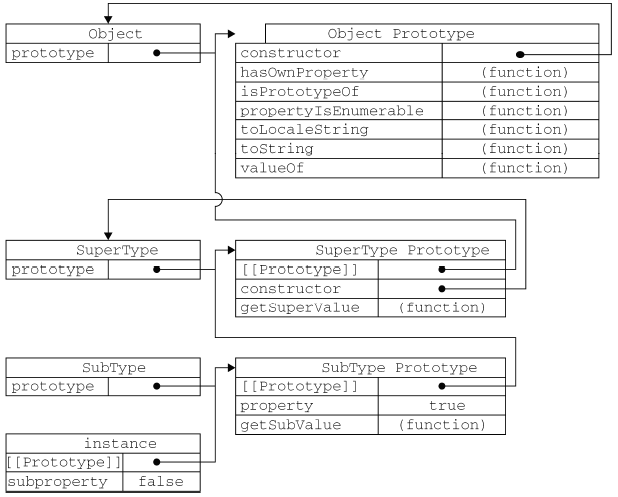 Object
prototype
Object Prototype
constructor
hasOwnProperty (function)
isPrototypeOf (function)
propertyIsEnumerable (function)
toLocaleString (function)
toString (function)
valueOf (function)
SuperType
prototype
SuperType Prototype
[[Prototype]]
constructor
getSuperValue (function)
SubType
prototype
SubType Prototype
[[Prototype]]
property true
getSubValue (function)
instance
[[Prototype]]
subproperty false